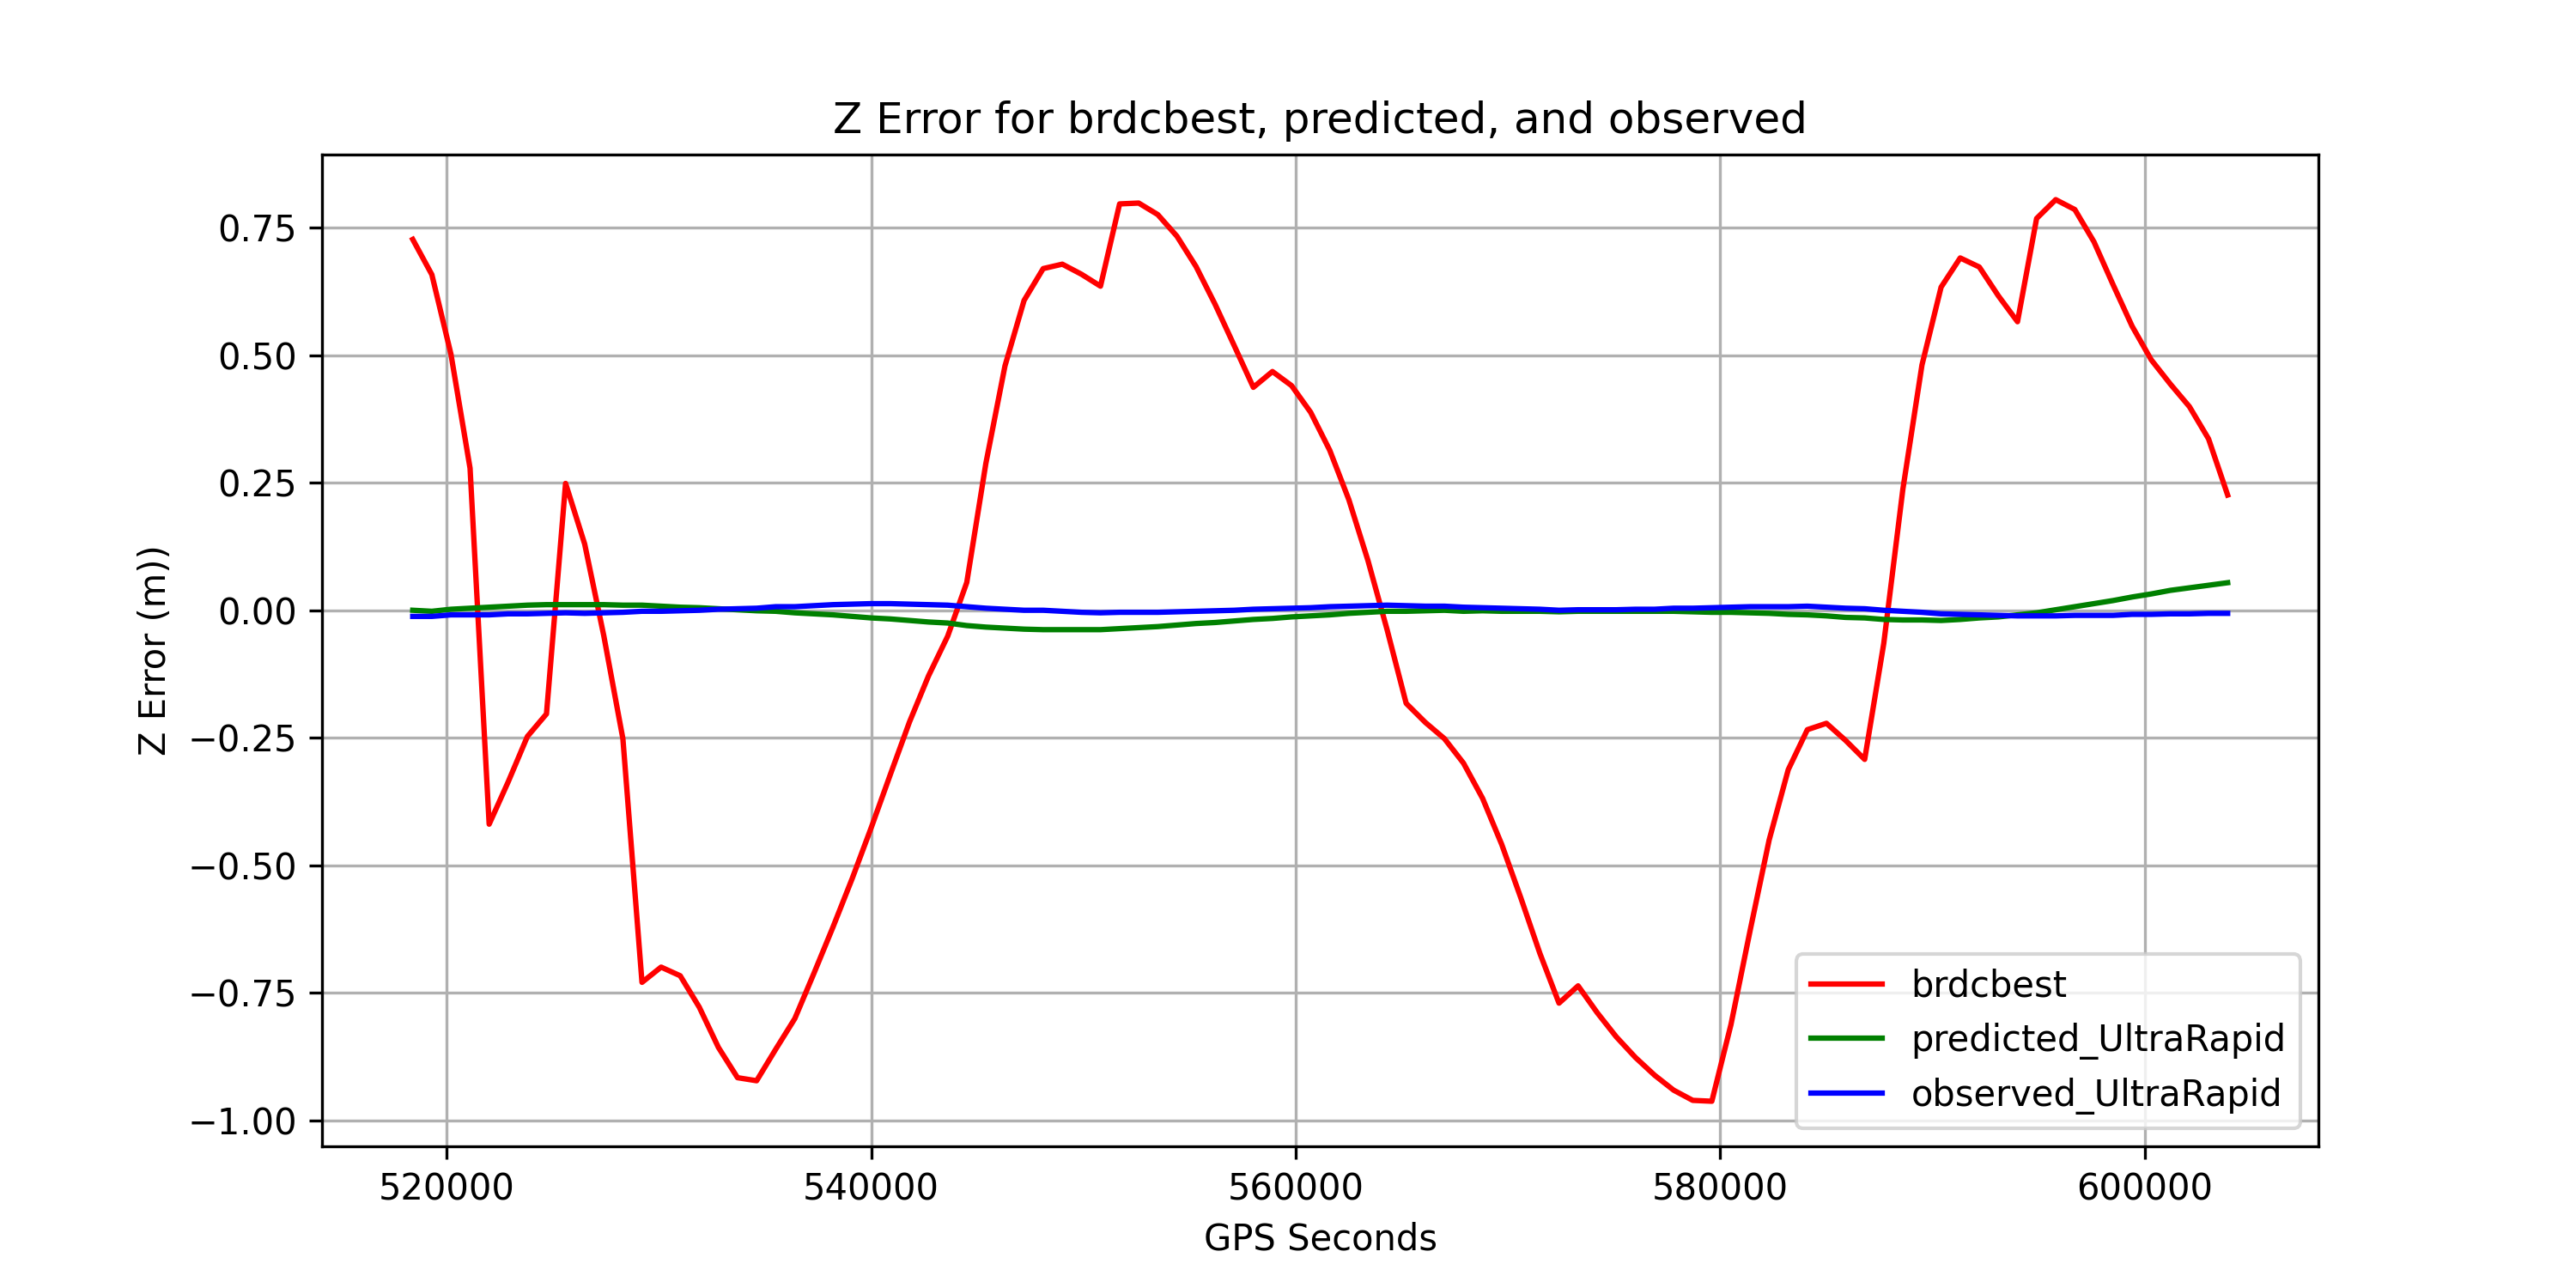 Z Error for brdcbest, predicted, and observed
Z Error (m))
0.75
0.50
0.25
0.00
−0.25
−0.50
−0.75
−1.00
520000 540000 560000 580000 600000
GPS Seconds
brdcbest
predicted_UltraRapid
observed_UltraRapid